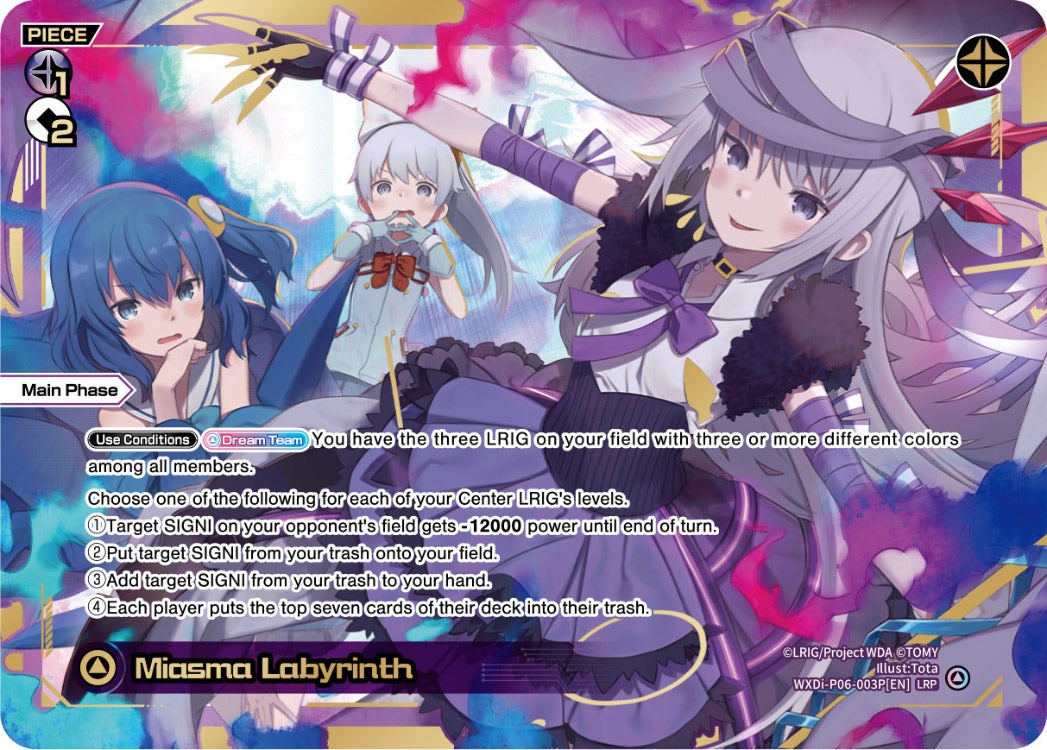 PIECE
1
2
Main Phase
Use Conditions Dream Team You have the three LRIG on your field with three or more different colors
among all members.
Choose one of the following for each of your Center LRIG's levels.
①Target SIGNI on your opponent's field gets -12000 power until end of turn.
②Put target SIGNI from your trash onto your field.
③Add target SIGNI from your trash to your hand.
④Each player puts the top seven cards of their deck into their trash.
Miasma Labyrinth
©LRIG/Project WDA ©TOMY
Illust:Tota
WXDi-P06-003P[EN] LRP